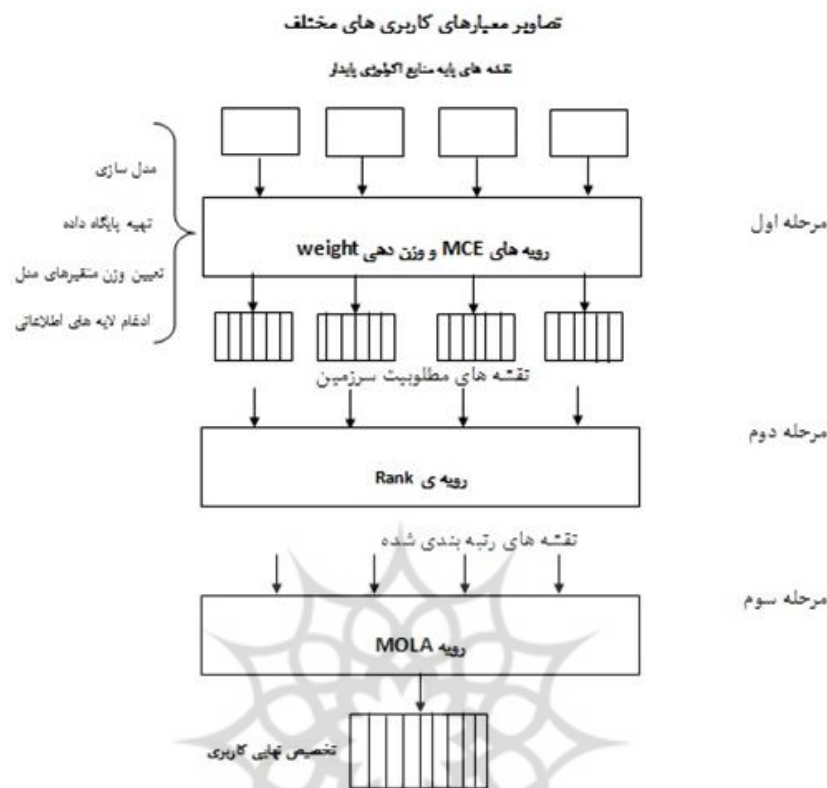 تصاویر معیارهای کاربری های مختلف
نقشه های پایه منابع اکولوژی پایدار
مدل سازی
تهیه پایگاه داده
تعیین وزن متغیرهای مدل
ادغام لایه های اطلاعاتی
مرحله اول
رویه های MCE و وزن دهی weight
نقشه های مطلوبیت سرزمین
مرحله دوم
رویه ی Rank
نقشه های رتبه بندی شده
مرحله سوم
رویه MOLA
تخصیص نهایی کاربری